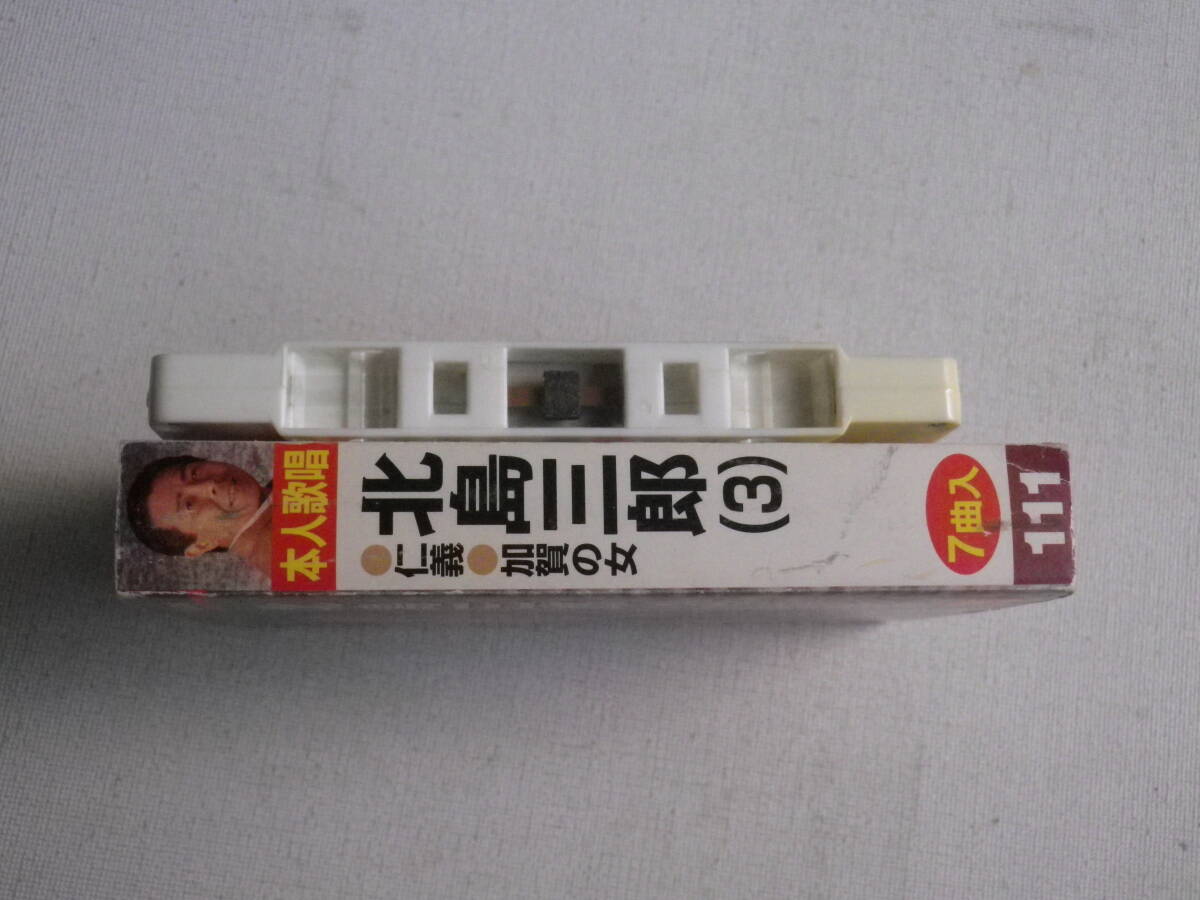 本人歌唱
北島三郎(3)
●仁義●加賀の女
7曲入
111